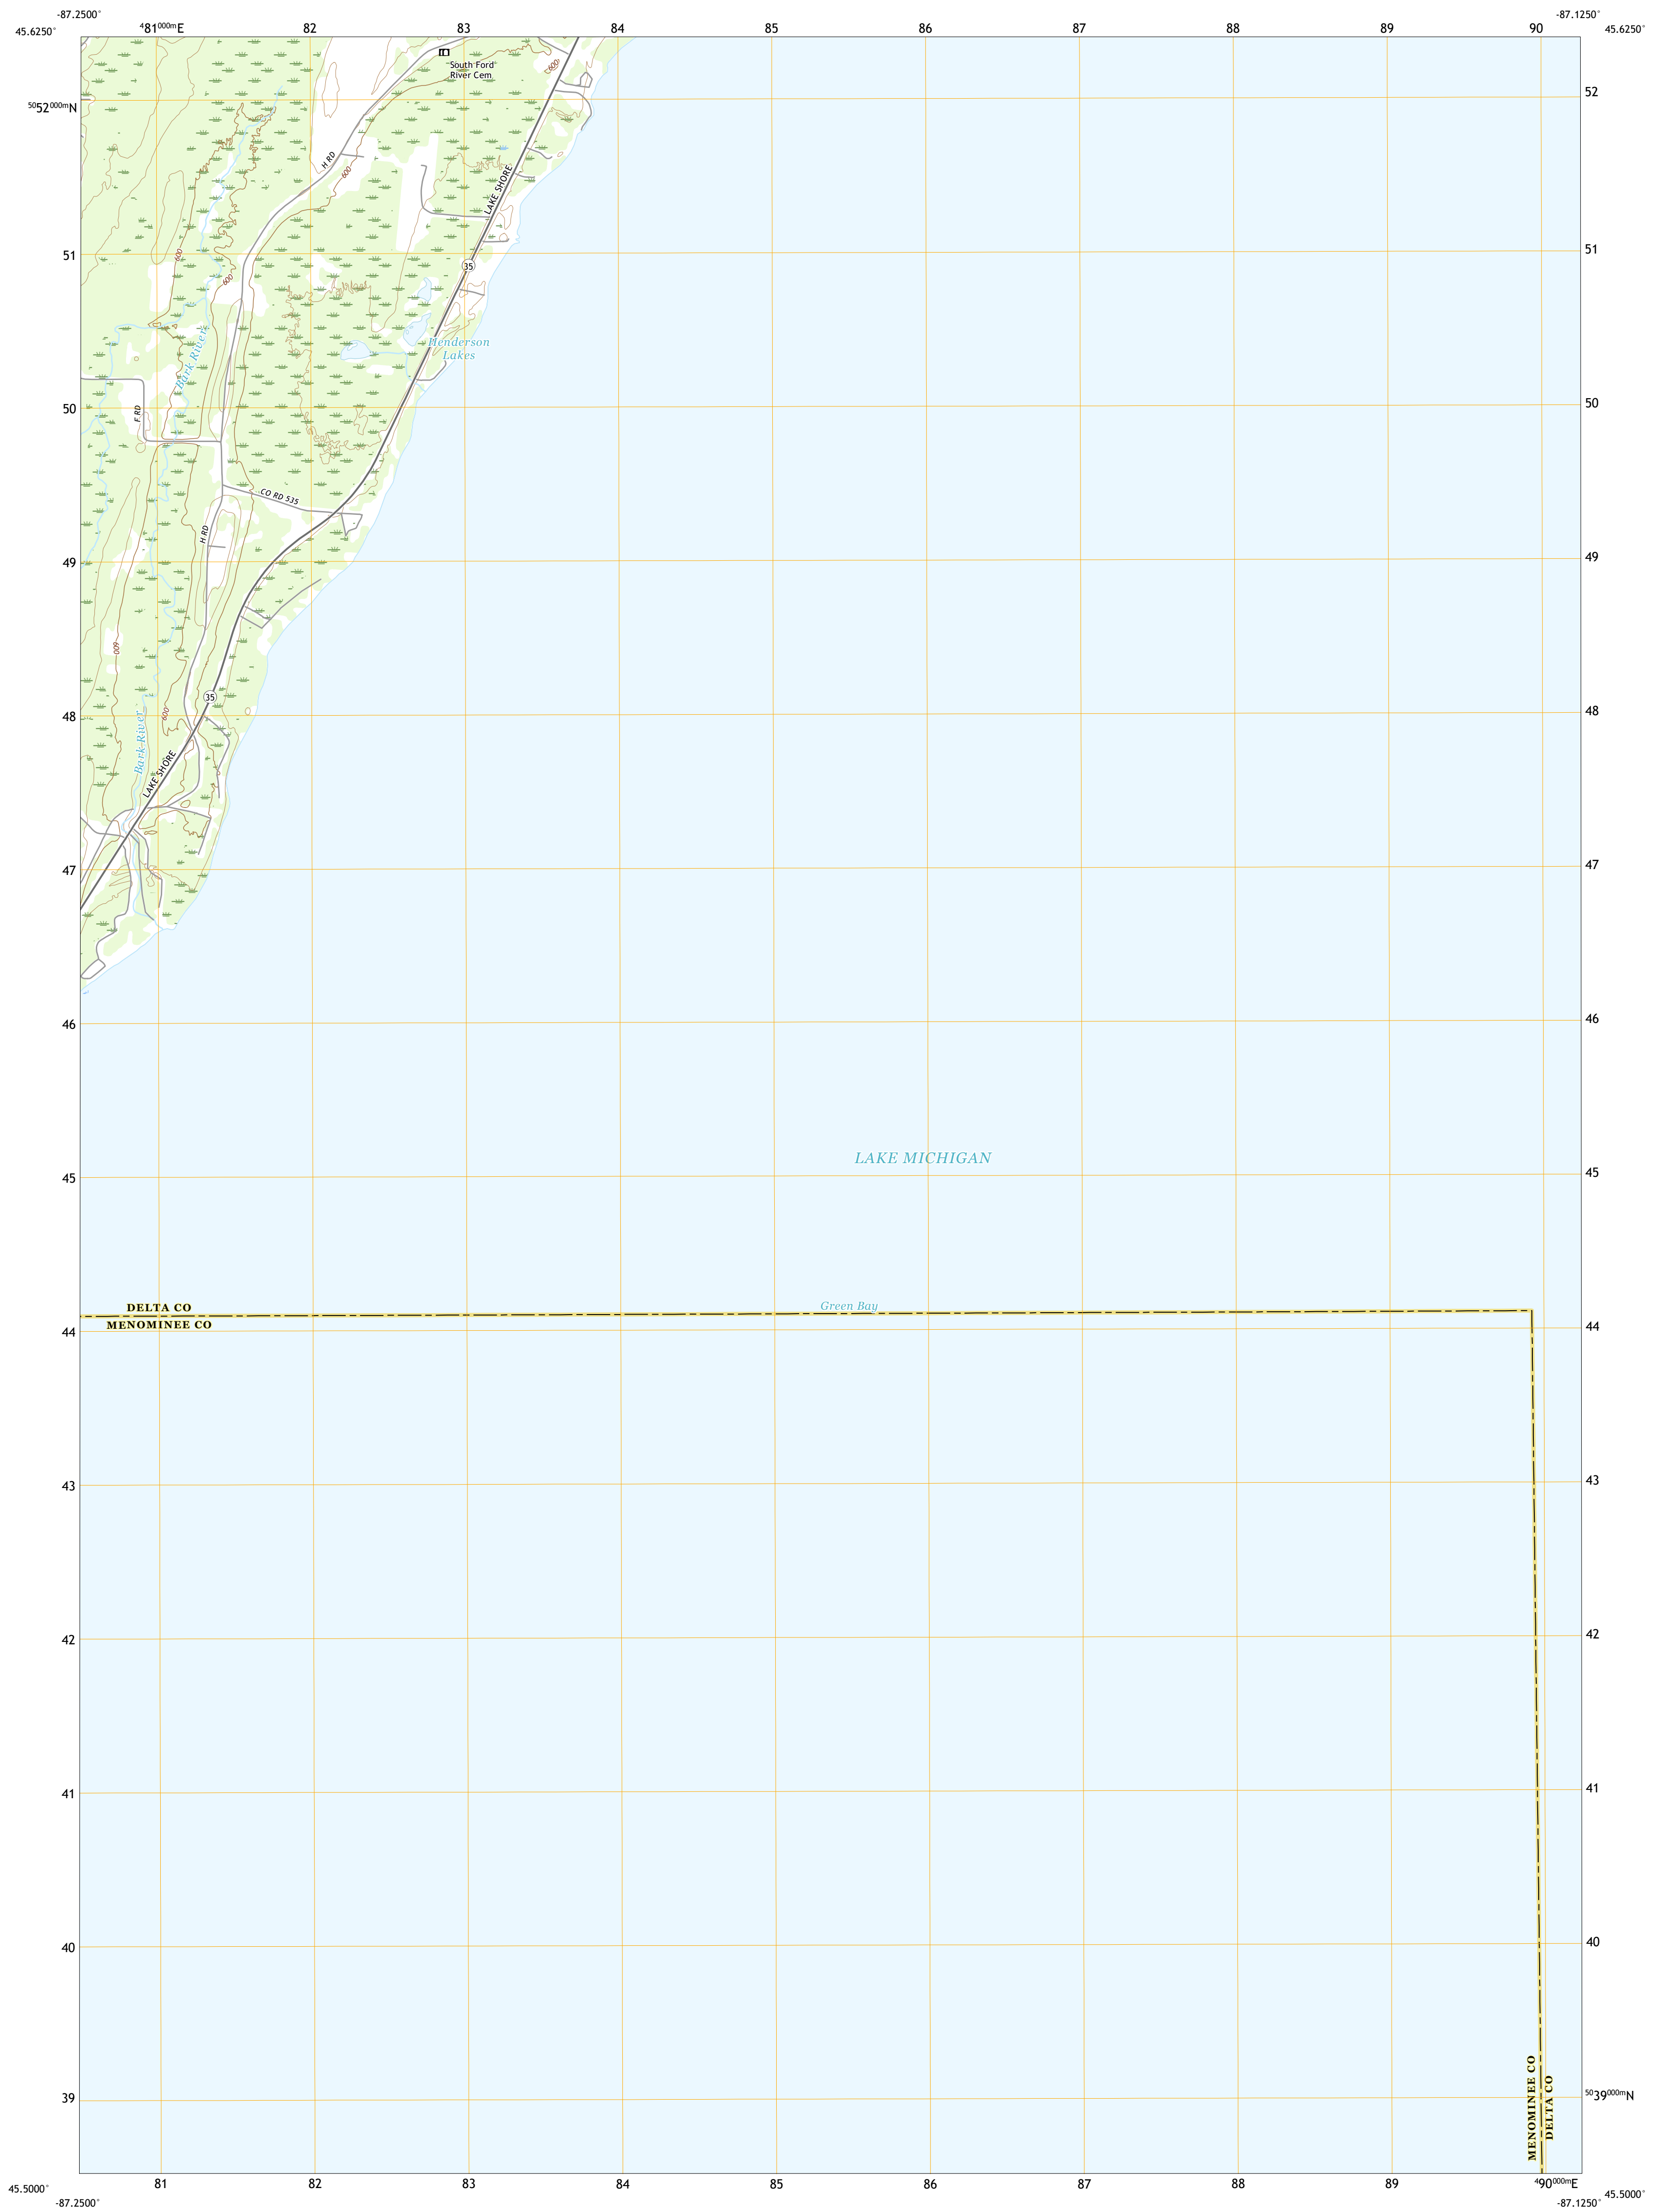 -87.2500°
-87.1250°
45.6250°
⁴81⁰⁰⁰ᵐE
82
83
84
85
86
87
88
89
90
45.6250°
South Ford
River Cem
600
⁵⁰52⁰⁰⁰ᵐN
52
H RD
600
LAKE SHORE
51
600
600
35
51
Bark River
Henderson
Lakes
50
F RD
50
CO RD 535
H RD
49
49
600
35
48
600
48
Bark River
LAKE SHORE
47
47
46
46
LAKE MICHIGAN
45
45
DELTA CO
Green Bay
MENOMINEE CO
44
44
43
43
42
42
41
41
40
40
39
MENOMINEE CO
DELTA CO
⁵⁰39⁰⁰⁰ᵐN
45.5000°
81
82
83
84
85
86
87
88
89
⁴90⁰⁰⁰ᵐE
45.5000°
-87.2500°
-87.1250°